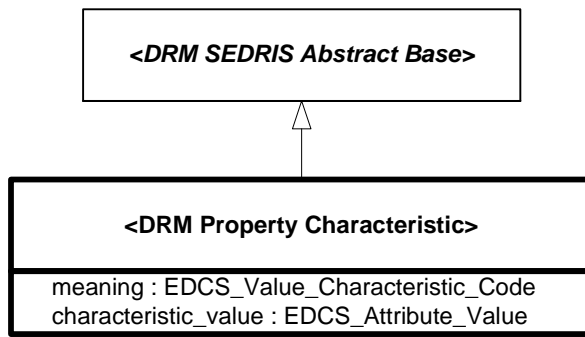 <DRM SEDRIS Abstract Base>
<DRM Property Characteristic>
meaning : EDCS_Value_Characteristic_Code
characteristic_value : EDCS_Attribute_Value